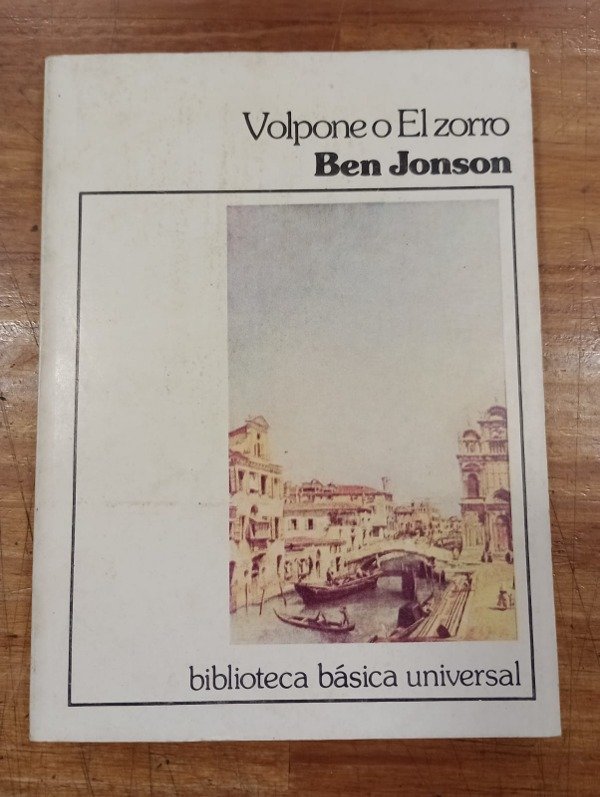 Volpone o El zorro
Ben Jonson
biblioteca básica universal